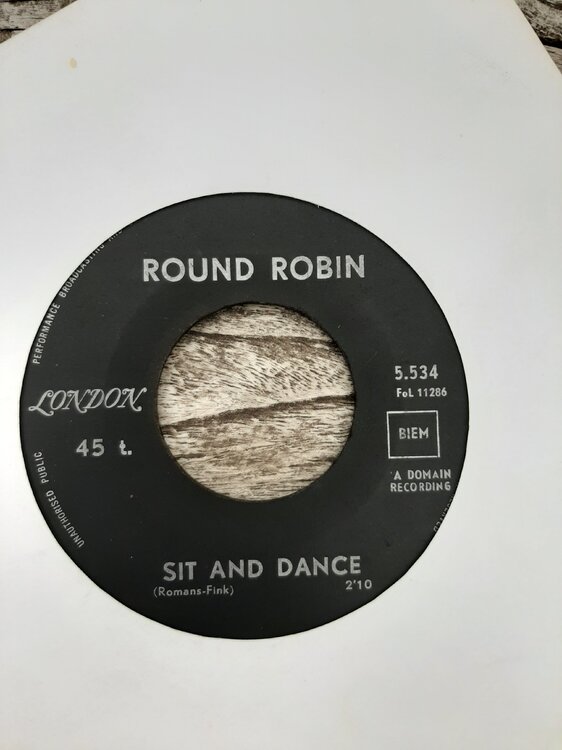 ROUND ROBIN
PERFORMANCE BROADCASTING
LONDON
45 t.
UNAUTHORISED PUBLIC
5.534
FoL 11286
BIEM
A DOMAIN
RECORDING
SIT AND DANCE
(Romans-Fink)
2'10